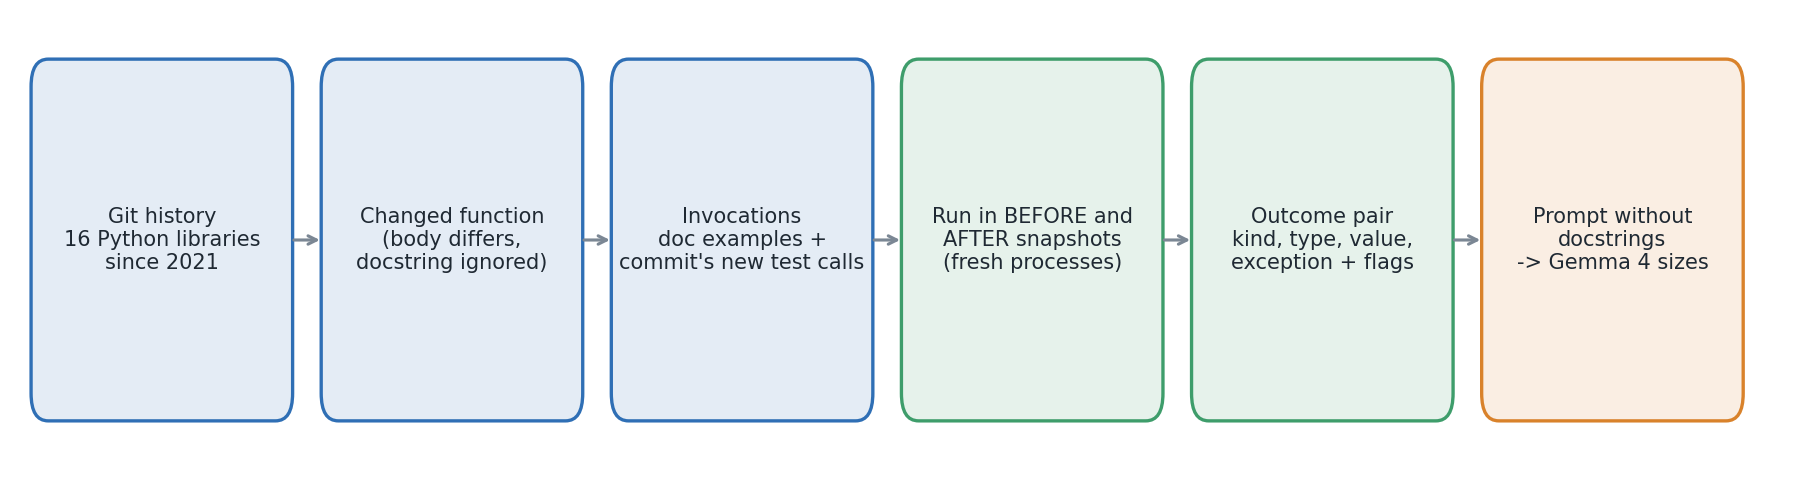 Git history
16 Python libraries
since 2021
Changed function
(body differs,
docstring ignored)
Invocations
doc examples +
commit's new test calls
Run in BEFORE and
AFTER snapshots
(fresh processes)
Outcome pair
kind, type, value,
exception + flags
Prompt without
docstrings
-> Gemma 4 sizes